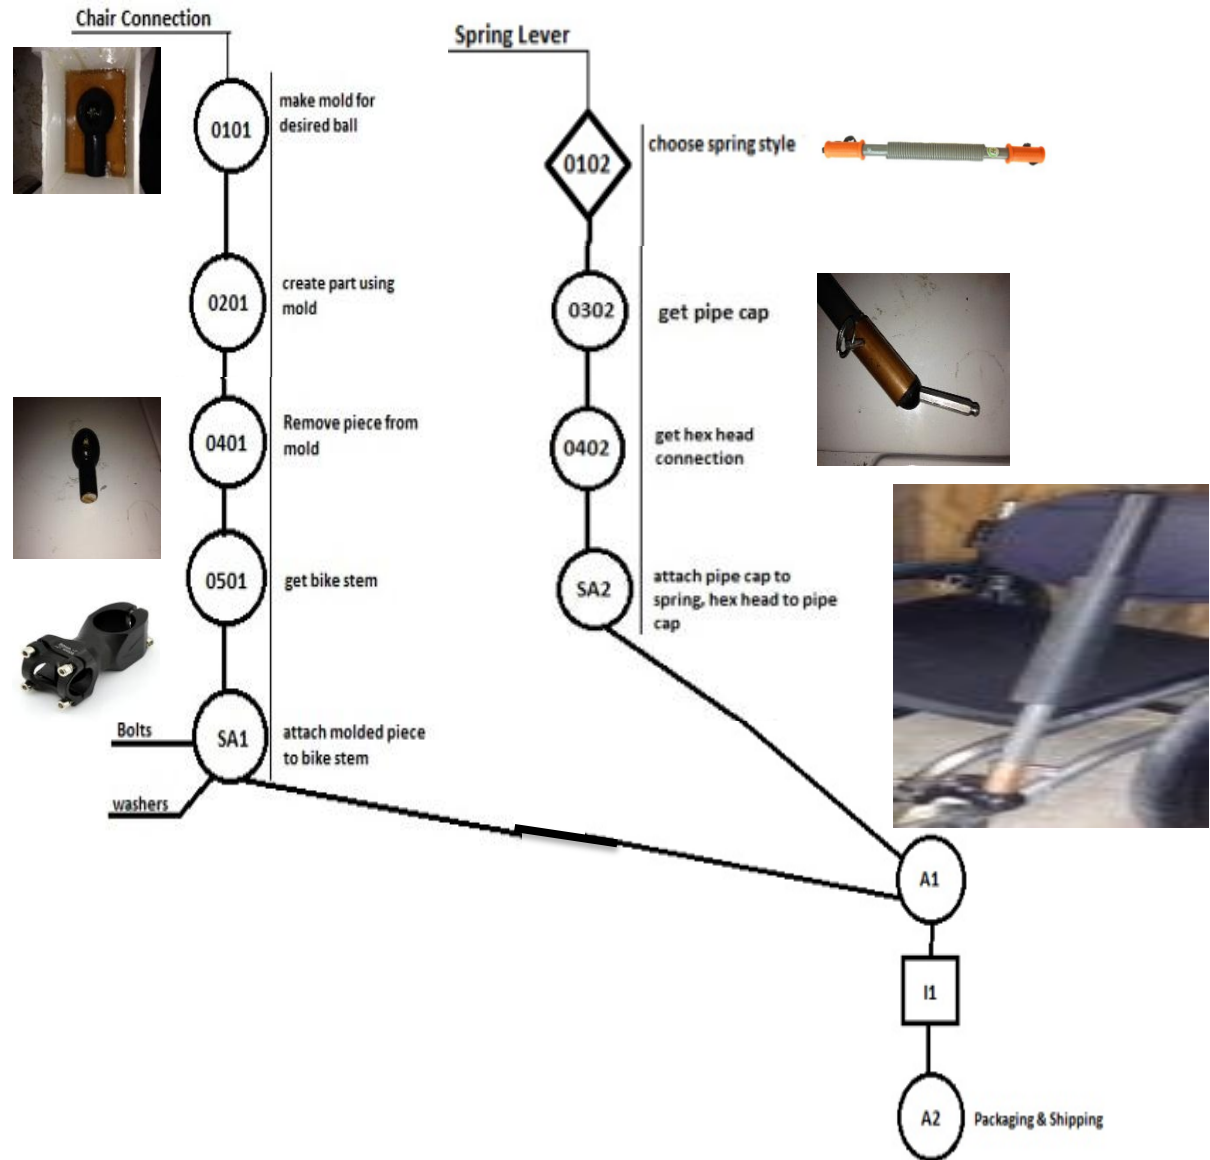 Chair Connection
0101
make mold for
desired ball
0201
create part using
mold
0401
Remove piece from
mold
0501
get bike stem
Bolts
SA1
attach molded piece
to bike stem
washers
Spring Lever
0102
choose spring style
0302
get pipe cap
0402
get hex head
connection
SA2
attach pipe cap to
spring, hex head to pipe
cap
A1
I1
A2
Packaging & Shipping